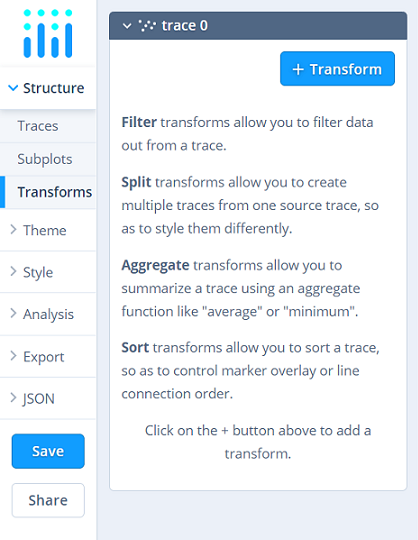 Structure
Traces
Subplots
Transforms
Theme
Style
Analysis
Export
JSON
Save
Share
trace 0
+ Transform
Filter transforms allow you to filter data
out from a trace.
Split transforms allow you to create
multiple traces from one source trace, so
as to style them differently.
Aggregate transforms allow you to
summarize a trace using an aggregate
function like "average" or "minimum".
Sort transforms allow you to sort a trace,
so as to control marker overlay or line
connection order.
Click on the + button above to add a
transform.